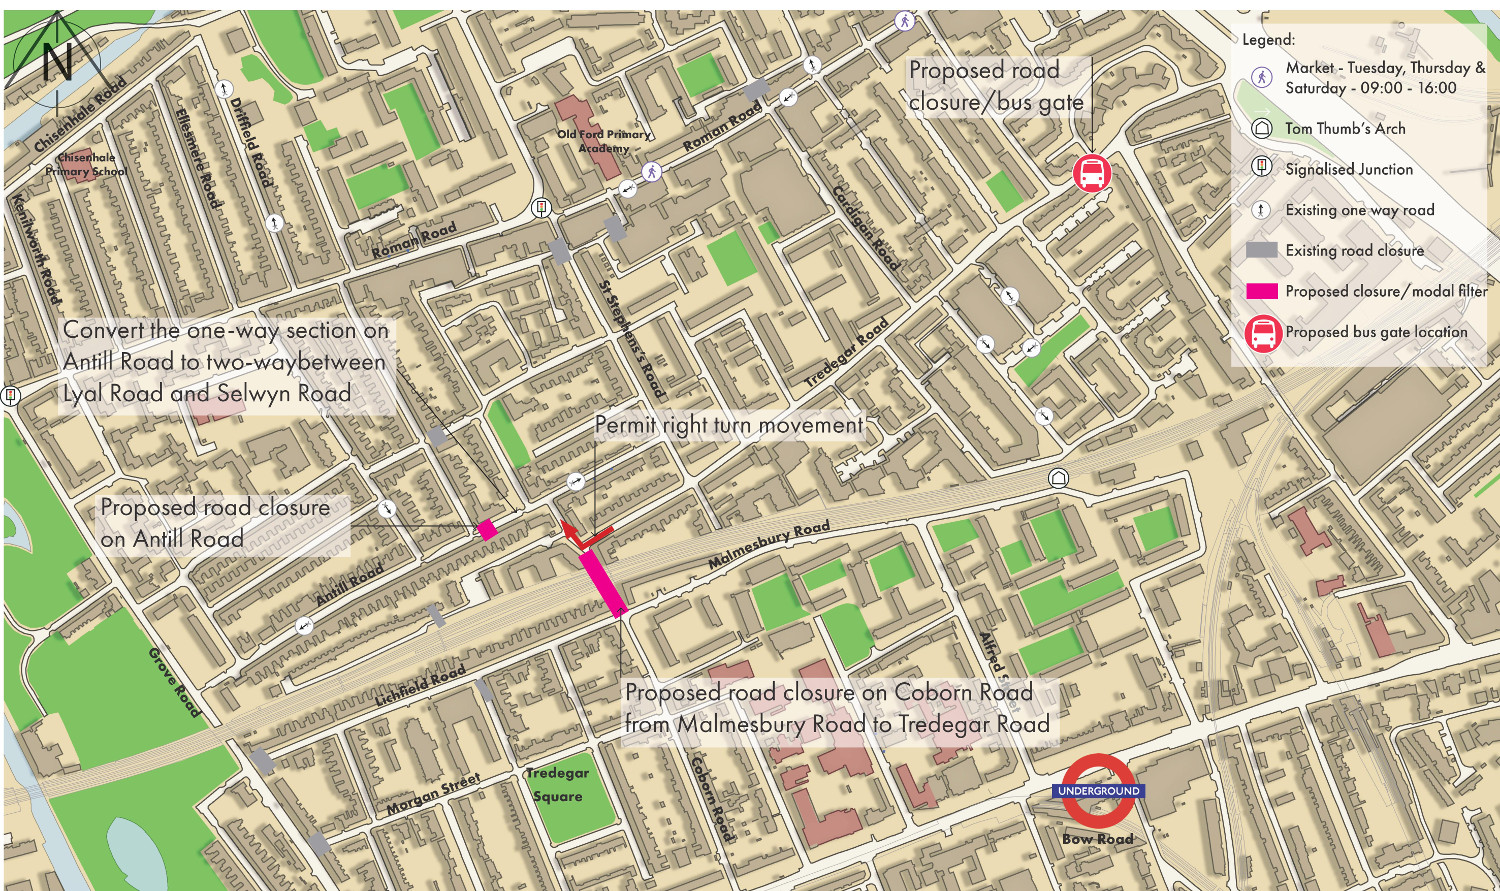 N
Legend:
Market - Tuesday, Thursday &
Saturday - 09:00 - 16:00
Tom Thumb's Arch
Signalised Junction
Existing one way road
Existing road closure
Proposed closure/modal filter
Proposed bus gate location
Proposed road
closure/bus gate
Chisenhale Road
Chisenhale
Primary School
Ellesmere Road
Driffield Road
Kenilworth Road
Old Ford Primary
Academy
Roman Road
Roman Road
Cardigan Road
St Stephens's Road
Tredegar Road
Convert the one-way section on
Antill Road to two-waybetween
Lyal Road and Selwyn Road
Permit right turn movement
Proposed road closure
on Antill Road
Antill Road
Malmesbury Road
Grove Road
Lichfield Road
Alfred S
Proposed road closure on Coborn Road
from Malmesbury Road to Tredegar Road
Tredegar
Square
Morgan Street
Coborn Road
UNDERGROUND
Bow Road